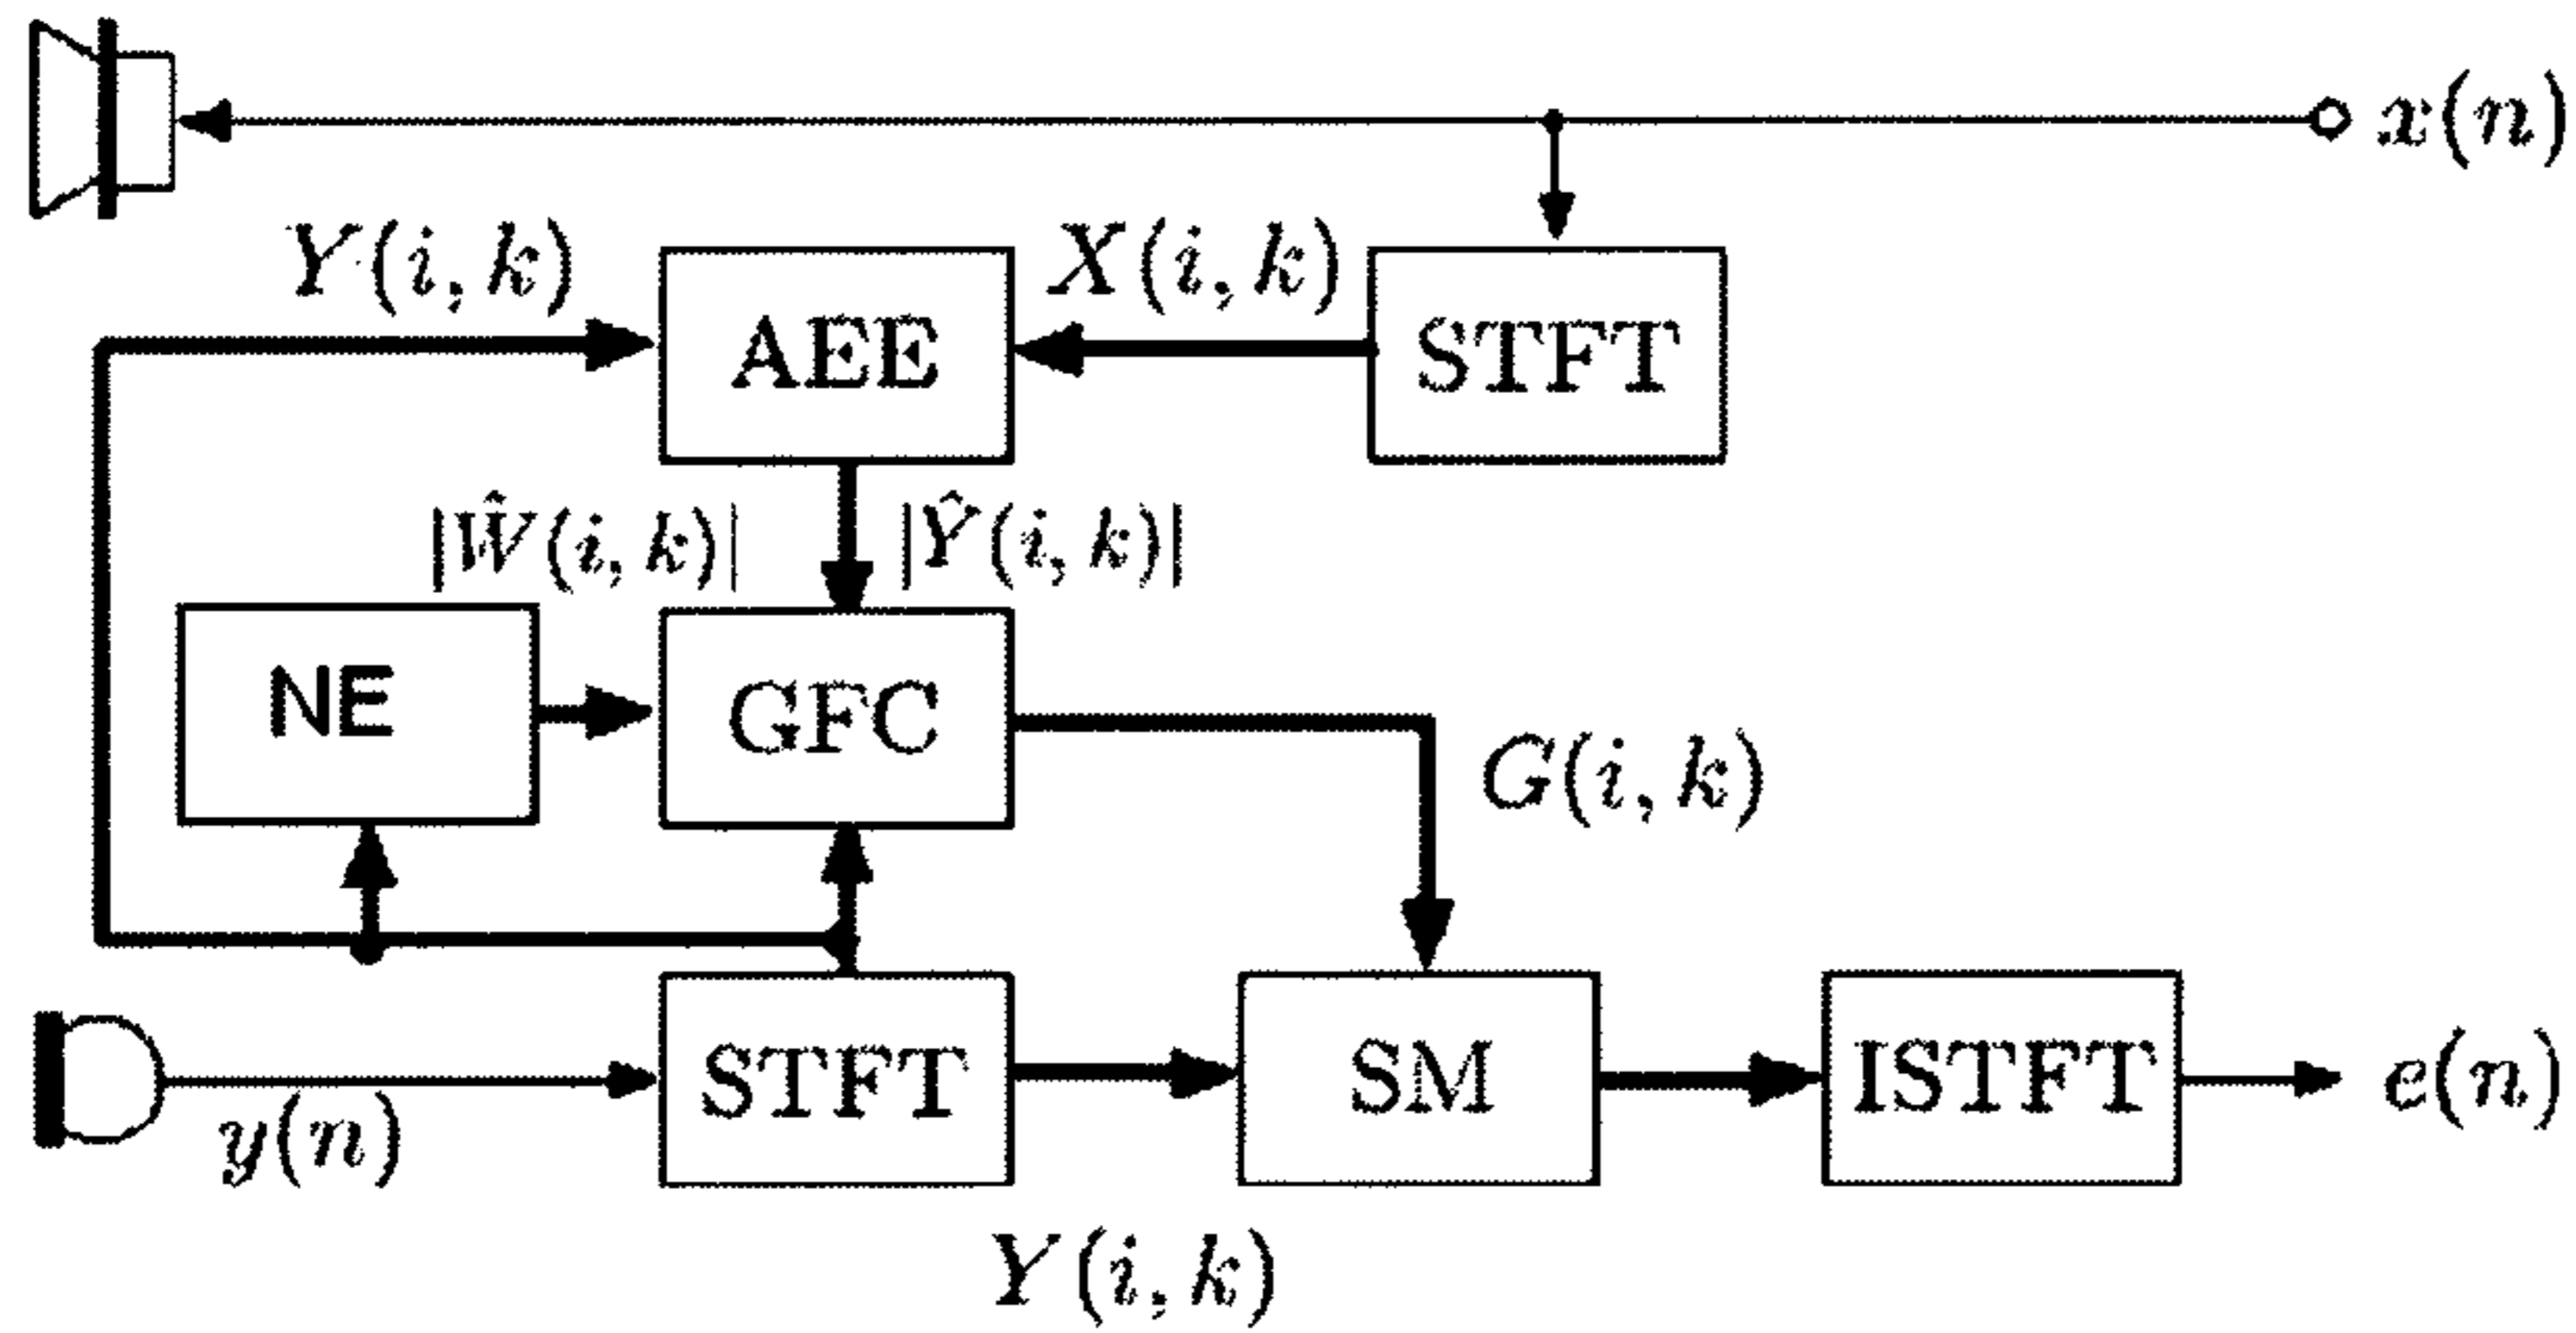 x(n)
Y(i, k)
X(i, k)
AEE
STFT
|Ŵ(i, k)|
|Ŷ(i, k)|
NE
GFC
G(i, k)
STFT
SM
ISTFT
e(n)
y(n)
Y(i, k)